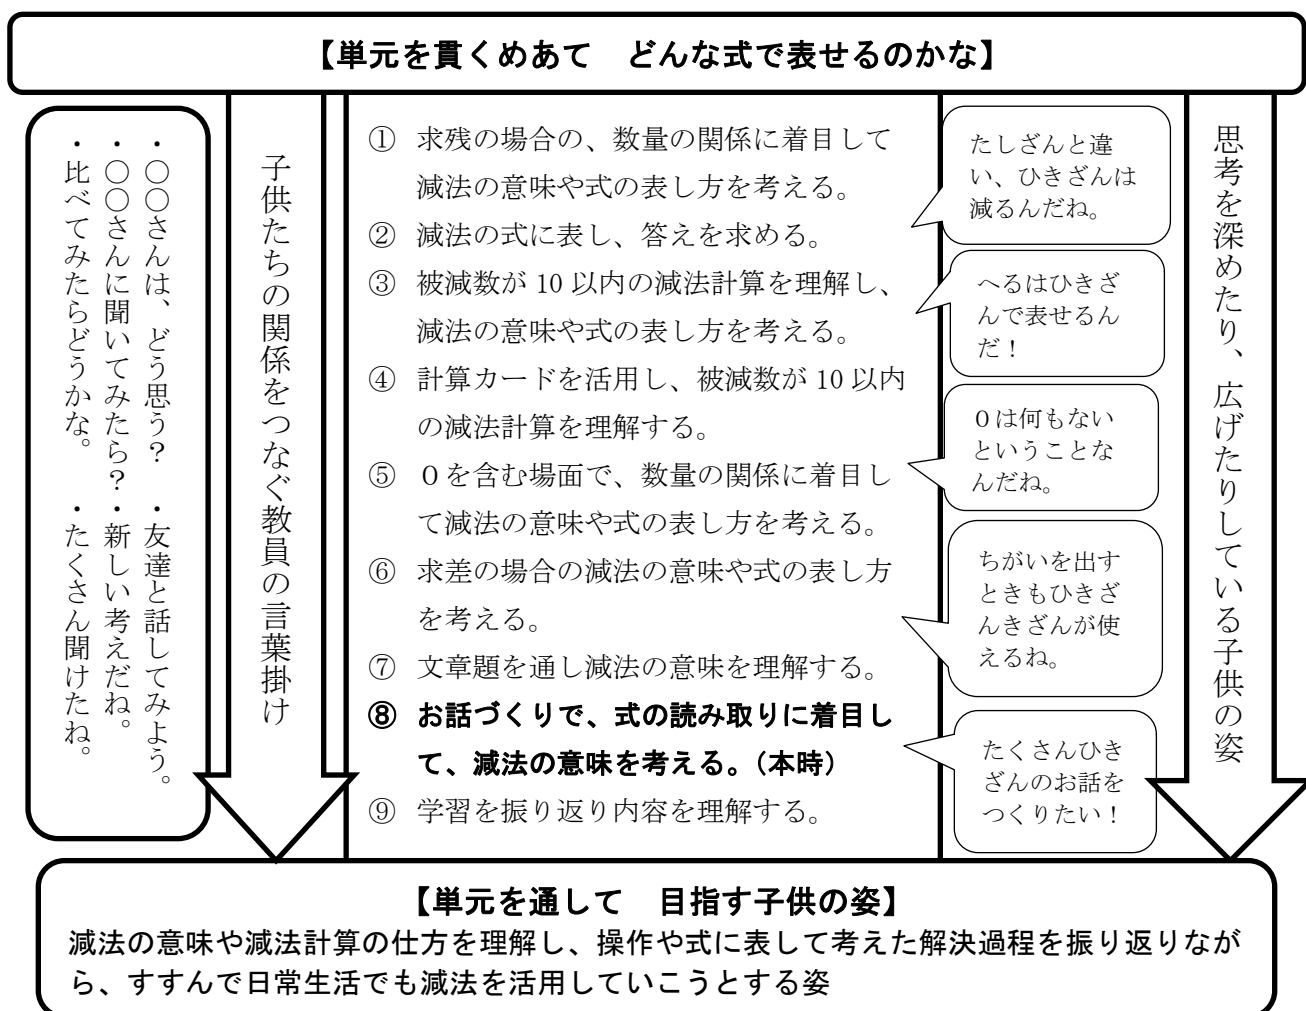 【単元を貫くめあて　どんな式で表せるのかな】
・〇〇さんは、どう思う？　・友達と話してみよう。
・〇〇さんに聞いてみたら？・新しい考えだね。
・比べてみたらどうかな。　・たくさん聞けたね。
子供たちの関係をつなぐ教員の言葉掛け
① 求残の場合の、数量の関係に着目して
減法の意味や式の表し方を考える。
② 減法の式に表し、答えを求める。
③ 被減数が 10 以内の減法計算を理解し、
減法の意味や式の表し方を考える。
④ 計算カードを活用し、被減数が 10 以内
の減法計算を理解する。
⑤ ０を含む場面で、数量の関係に着目し
て減法の意味や式の表し方を考える。
⑥ 求差の場合の減法の意味や式の表し方
を考える。
⑦ 文章題を通し減法の意味を理解する。
⑧ お話づくりで、式の読み取りに着目し
て、減法の意味を考える。（本時）
⑨ 学習を振り返り内容を理解する。
たしざんと違
い、ひきざんは
減るんだね。
へるはひきざ
んで表せるん
だ！
０は何もない
ということな
んだね。
ちがいを出す
ときもひきざ
んきざんが使
えるね。
たくさんひき
ざんのお話を
つくりたい！
思考を深めたり、広げたりしている子供の姿
【単元を通して　目指す子供の姿】
減法の意味や減法計算の仕方を理解し、操作や式に表して考えた解決過程を振り返りなが
ら、すすんで日常生活でも減法を活用していこうとする姿